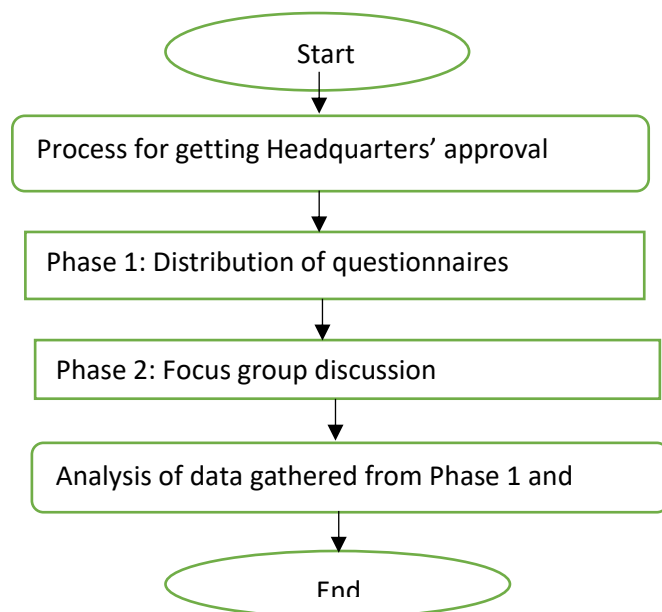 Start
Process for getting Headquarters’ approval
Phase 1: Distribution of questionnaires
Phase 2: Focus group discussion
Analysis of data gathered from Phase 1 and
End